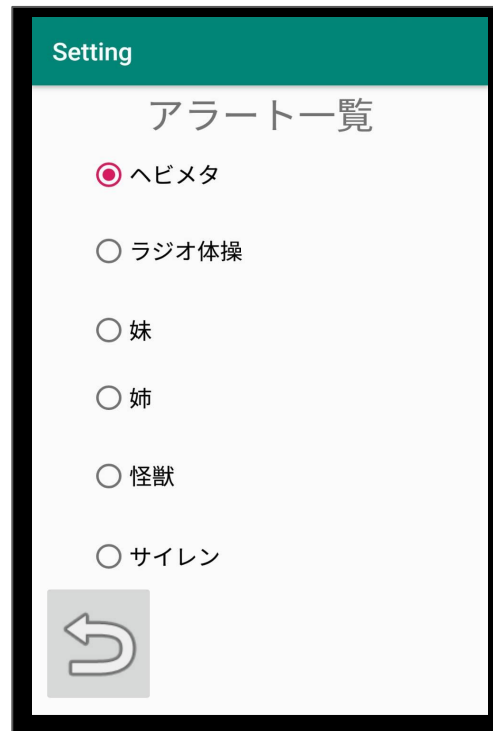 Setting
アラート一覧
ヘビメタ
ラジオ体操
妹
姉
怪獣
サイレン